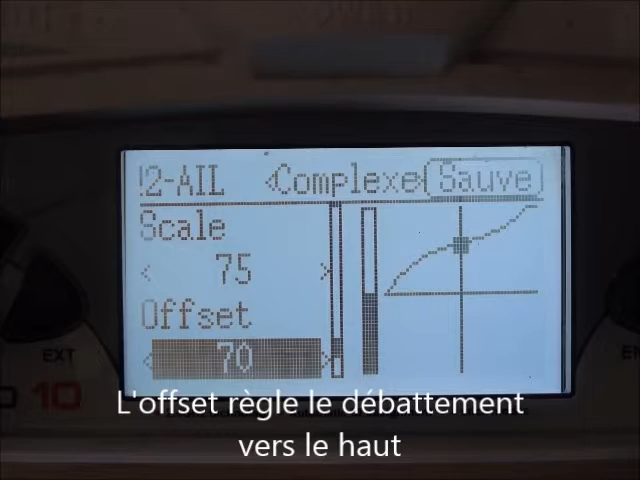 !2-AIL <Complexe< Sauve
Scale
< 75 >
Offset
< 70 >
EXT
10
L'offset règle le débattement
vers le haut